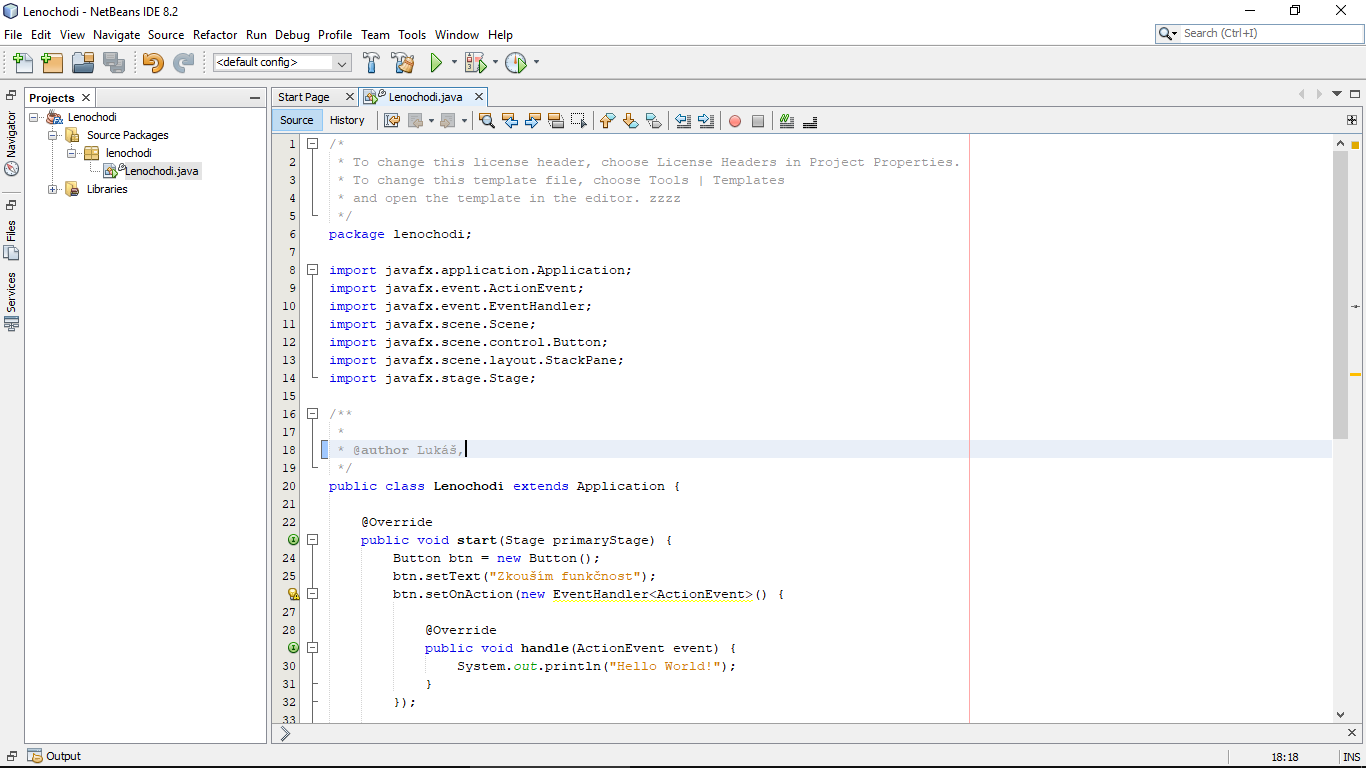 Lenochodi - NetBeans IDE 8.2
File Edit View Navigate Source Refactor Run Debug Profile Team Tools Window Help
Search (Ctrl+I)
<default config>
Projects
Start Page
Lenochodi.java
Navigator
Files
Services
Lenochodi
Source Packages
lenochodi
Lenochodi.java
Libraries
Source History
1 /*
2 * To change this license header, choose License Headers in Project Properties.
3 * To change this template file, choose Tools | Templates
4 * and open the template in the editor. zzzz
5 */
6 package lenochodi;
7
8 import javafx.application.Application;
9 import javafx.event.ActionEvent;
10 import javafx.event.EventHandler;
11 import javafx.scene.Scene;
12 import javafx.scene.control.Button;
13 import javafx.scene.layout.StackPane;
14 import javafx.stage.Stage;
15
16 /**
17 *
18 * @author Lukáš,
19 */
20 public class Lenochodi extends Application {
21
22 @Override
public void start(Stage primaryStage) {
24 Button btn = new Button();
25 btn.setText("Zkouším funkčnost");
btn.setOnAction(new EventHandler<ActionEvent>() {
27
28 @Override
public void handle(ActionEvent event) {
30 System.out.println("Hello World!");
31 }
32 });
33
Output
18:18 INS